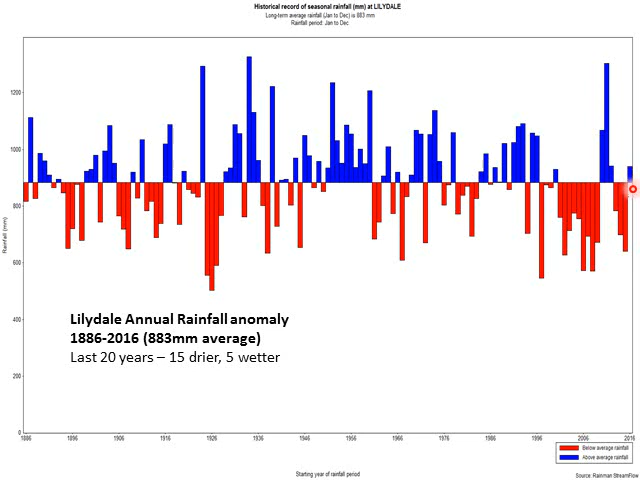 Historical record of seasonal rainfall (mm) at LILYDALE
Long-term average rainfall (Jan to Dec) is 883 mm
Rainfall period: Jan to Dec
Rainfall (mm)
1200
1000
800
600
400
200
0
Lilydale Annual Rainfall anomaly
1886-2016 (883mm average)
Last 20 years – 15 drier, 5 wetter
1886 1896 1906 1916 1926 1936 1946 1956 1966 1976 1986 1996 2006 2016
Starting year of rainfall period
Below average rainfall
Above average rainfall
Source: Rainman StreamFlow